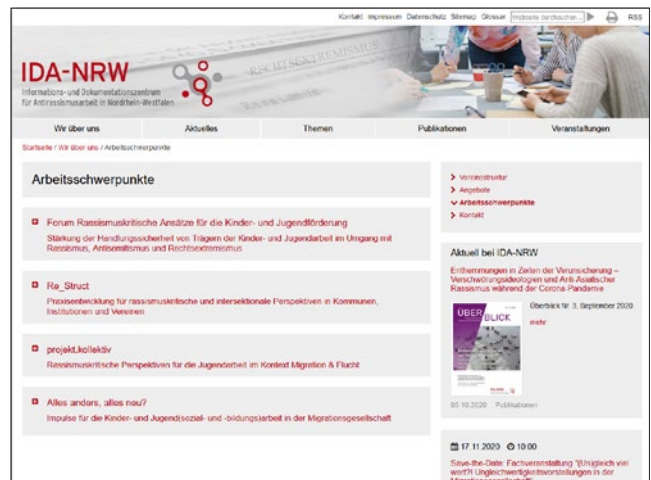 Kontakt Impressum Datenschutz Sitemap Glossar Webseite durchsuchen... RSS
RECHTSEXTREMISMUS
IDA-NRW
Informations- und Dokumentationszentrum
für Antirassismusarbeit in Nordrhein-Westfalen
Wir über uns Aktuelles Themen Publikationen Veranstaltungen
Startseite / Wir über uns / Arbeitsschwerpunkte
Arbeitsschwerpunkte
Forum Rassismuskritische Ansätze für die Kinder- und Jugendförderung
Stärkung der Handlungssicherheit von Trägern der Kinder- und Jugendarbeit im Umgang mit
Rassismus, Antisemitismus und Rechtsextremismus
Re_Struct
Praxisentwicklung für rassismuskritische und intersektionale Perspektiven in Kommunen,
Institutionen und Vereinen
projekt.kollektiv
Rassismuskritische Perspektiven für die Jugendarbeit im Kontext Migration & Flucht
Alles anders, alles neu?
Impulse für die Kinder- und Jugend(sozial- und -bildungs)arbeit in der Migrationsgesellschaft
Vereinsstruktur
Angebote
Arbeitsschwerpunkte
Kontakt
Aktuell bei IDA-NRW
Enthemmungen in Zeiten der Verunsicherung –
Verschwörungsideologien und Anti-Asiatischer
Rassismus während der Corona-Pandemie
ÜBER BLICK
Überblick Nr. 3, September 2020
mehr
05.10.2020 Publikationen
17.11.2020 10:00
Save-the-Date: Fachveranstaltung "(Un)gleich viel
wert?! Ungleichwertigkeitsvorstellungen in der
Migrationsgesellschaft"